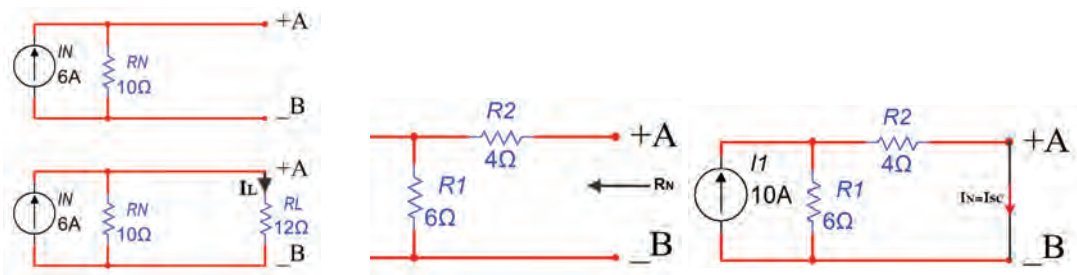 +A
IN
6A
RN
10Ω
_B
+A
IN
6A
RN
10Ω
IL
RL
12Ω
_B
R2
4Ω
+A
R1
6Ω
RN
_B
R2
4Ω
+A
I1
10A
R1
6Ω
IN=ISC
_B